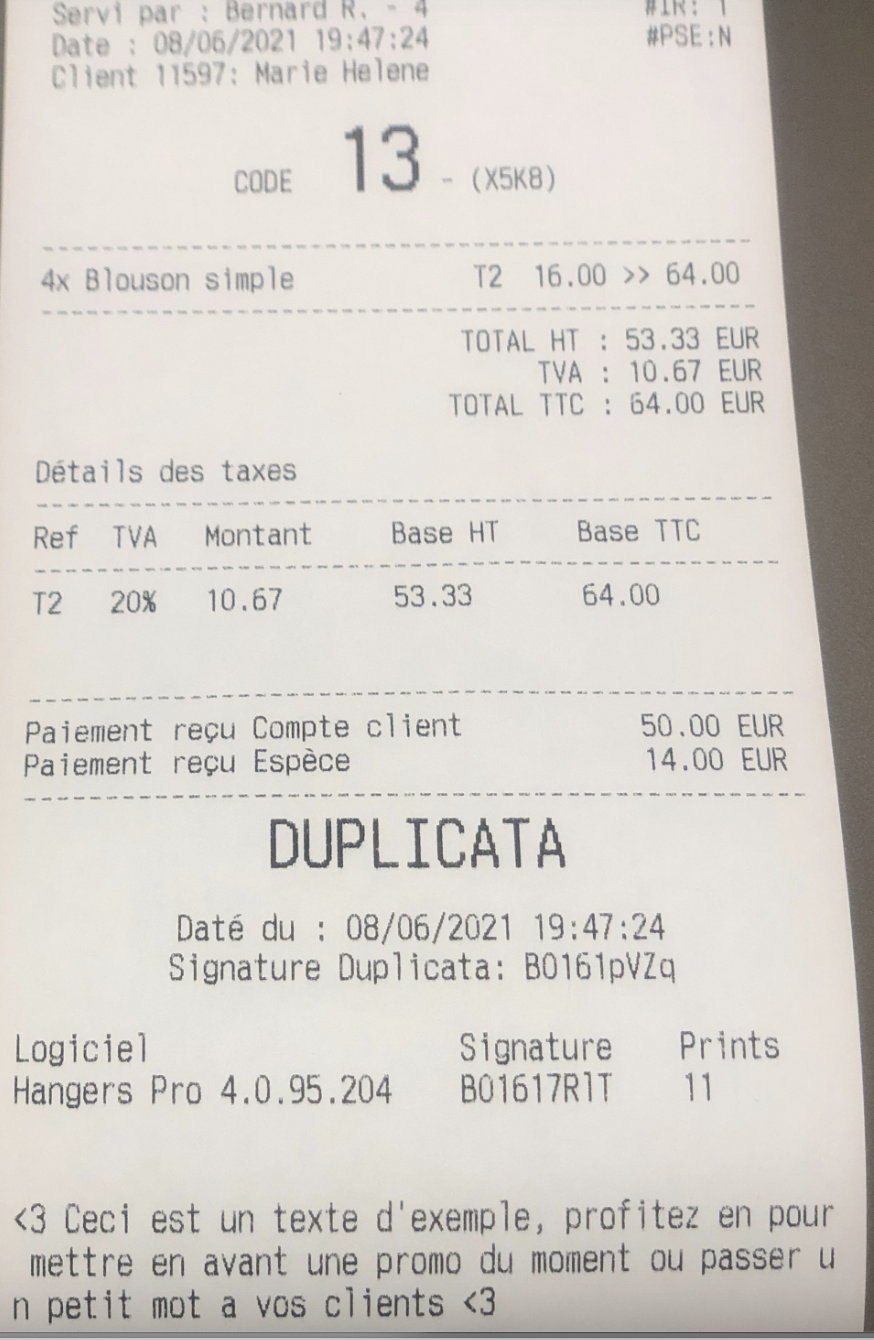 Servi par : Bernard R. - 4 #IR: 1
Date : 08/06/2021 19:47:24 #PSE:N
Client 11597: Marie Helene
CODE 13 - (X5K8)
4x Blouson simple T2 16.00 >> 64.00
TOTAL HT : 53.33 EUR
TVA : 10.67 EUR
TOTAL TTC : 64.00 EUR
Détails des taxes
Ref TVA Montant Base HT Base TTC
T2 20% 10.67 53.33 64.00
Paiement reçu Compte client 50.00 EUR
Paiement reçu Espèce 14.00 EUR
DUPLICATA
Daté du : 08/06/2021 19:47:24
Signature Duplicata: B0161pVZq
Logiciel Signature Prints
Hangers Pro 4.0.95.204 B01617R1T 11
<3 Ceci est un texte d'exemple, profitez en pour
mettre en avant une promo du moment ou passer u
n petit mot a vos clients <3